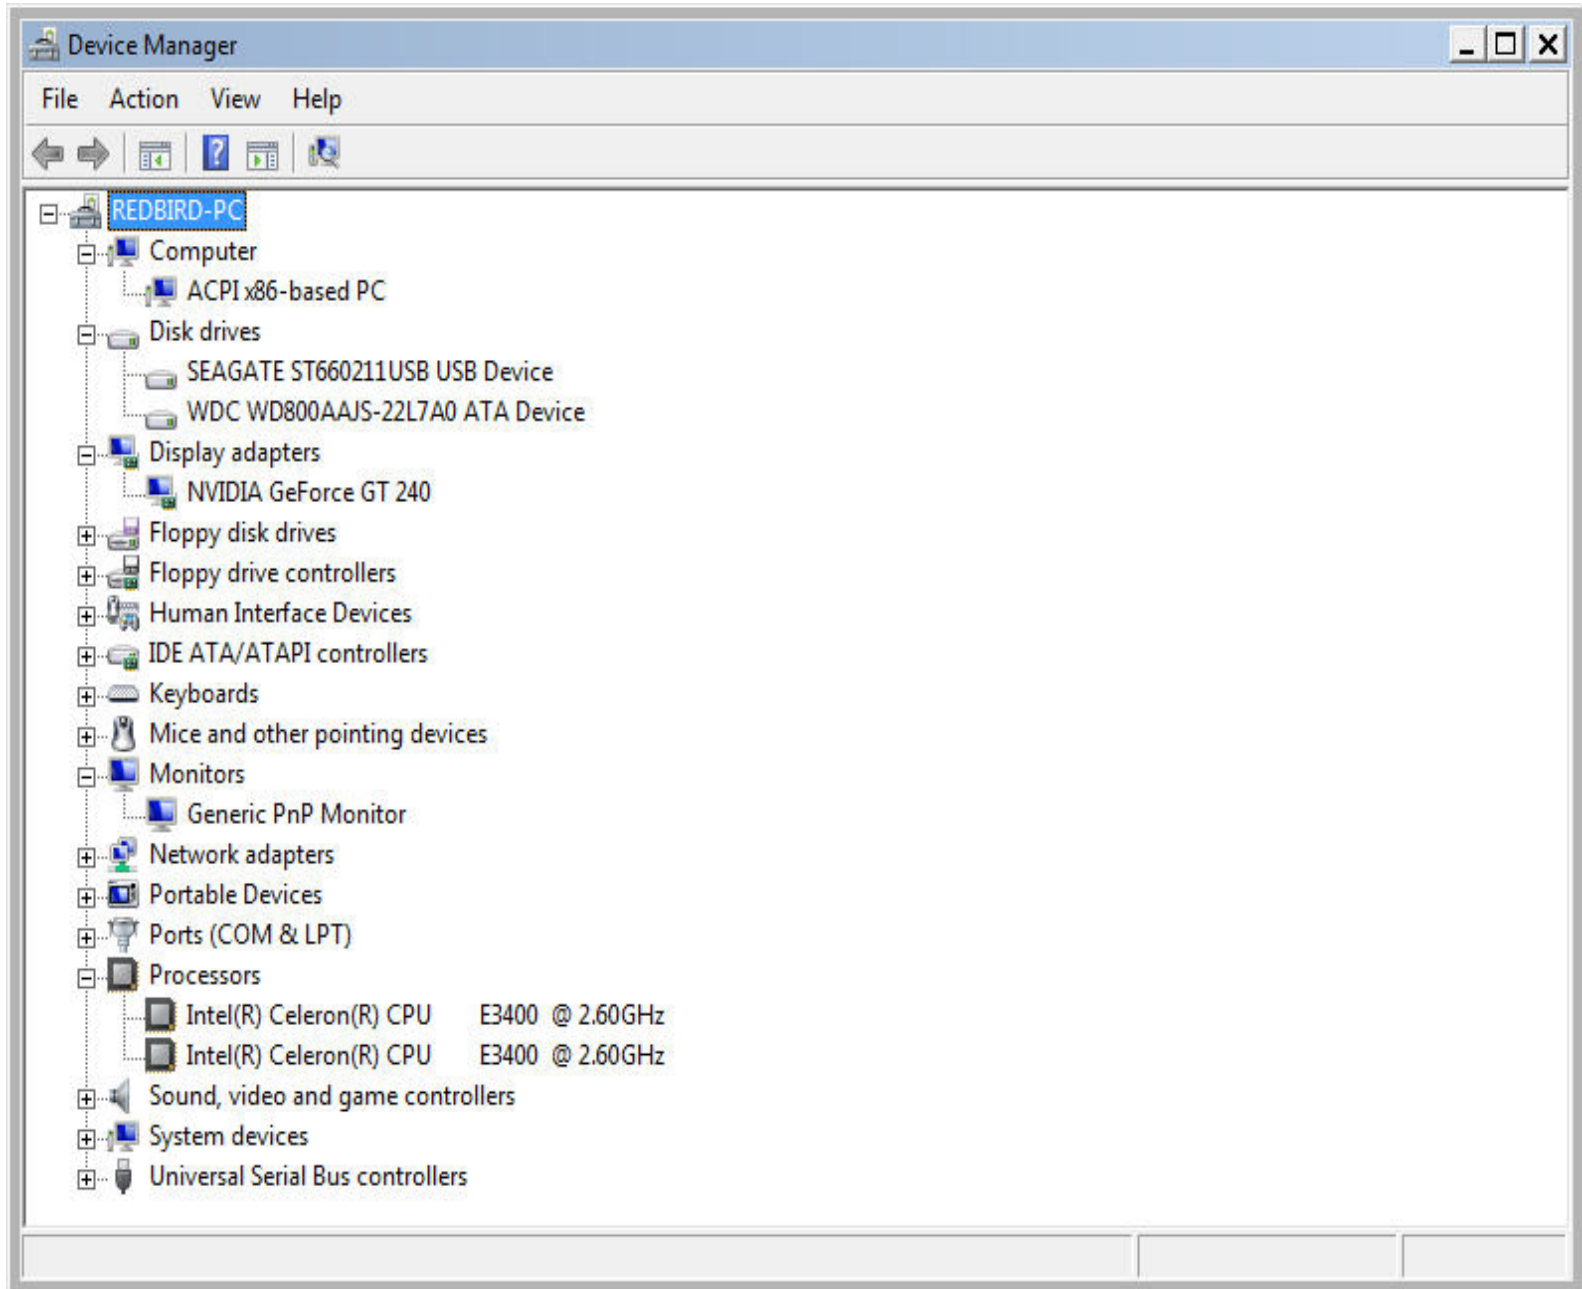 Device Manager
File Action View Help
REDBIRD-PC
Computer
ACPI x86-based PC
Disk drives
SEAGATE ST660211USB USB Device
WDC WD800AAJS-22L7A0 ATA Device
Display adapters
NVIDIA GeForce GT 240
Floppy disk drives
Floppy drive controllers
Human Interface Devices
IDE ATA/ATAPI controllers
Keyboards
Mice and other pointing devices
Monitors
Generic PnP Monitor
Network adapters
Portable Devices
Ports (COM & LPT)
Processors
Intel(R) Celeron(R) CPU E3400 @ 2.60GHz
Intel(R) Celeron(R) CPU E3400 @ 2.60GHz
Sound, video and game controllers
System devices
Universal Serial Bus controllers